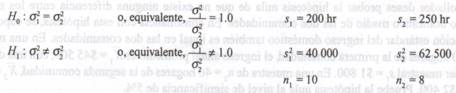 H₀ : σ₁² = σ₂² o, equivalente, σ₁²/σ₂² = 1.0 s₁ = 200 hr s₂ = 250 hr
H₁ : σ₁² ≠ σ₂² o, equivalente, σ₁²/σ₂² ≠ 1.0 s₁² = 40 000 s₂² = 62 500
n₁ = 10 n₂ = 8